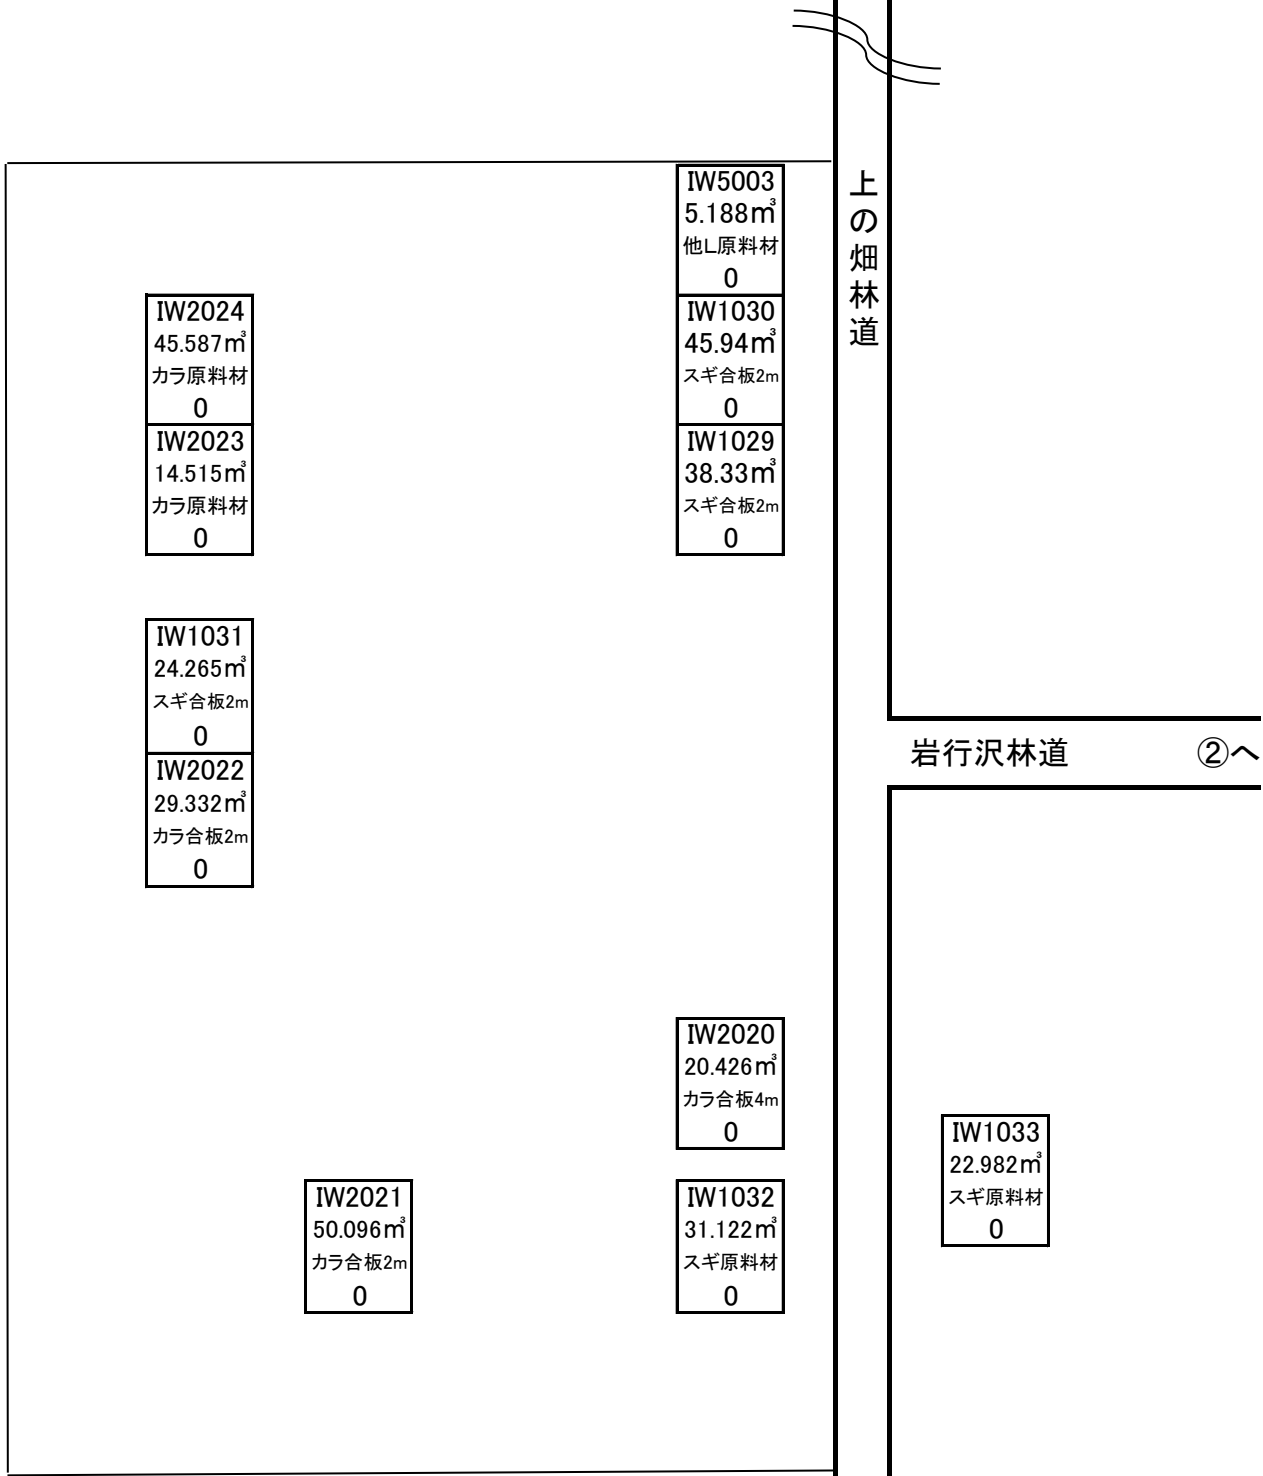 IW5003
5.188㎥
他L原料材
0
IW1030
45.94㎥
スギ合板2m
0
IW1029
38.33㎥
スギ合板2m
0
上の畑林道
IW2024
45.587㎥
カラ原料材
0
IW2023
14.515㎥
カラ原料材
0
IW1031
24.265㎥
スギ合板2m
0
IW2022
29.332㎥
カラ合板2m
0
岩行沢林道 ②へ
IW2020
20.426㎥
カラ合板4m
0
IW1033
22.982㎥
スギ原料材
0
IW2021
50.096㎥
カラ合板2m
0
IW1032
31.122㎥
スギ原料材
0